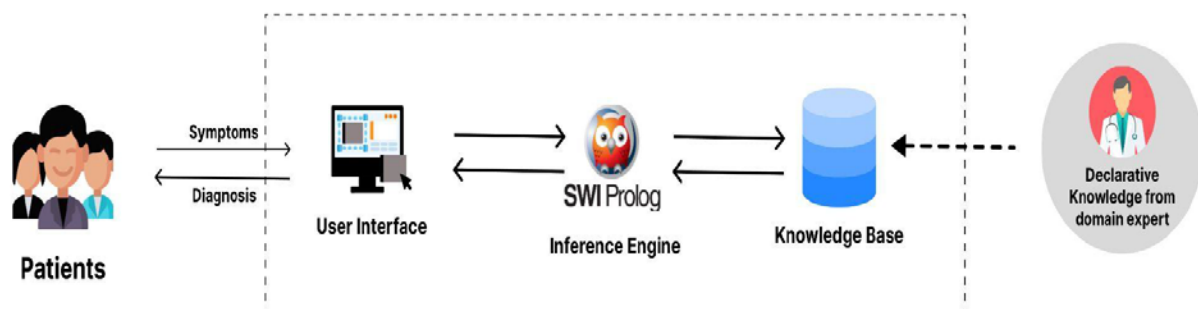 Symptoms
Diagnosis
Patients
User Interface
SWI Prolog
Inference Engine
Knowledge Base
Declarative
Knowledge from
domain expert